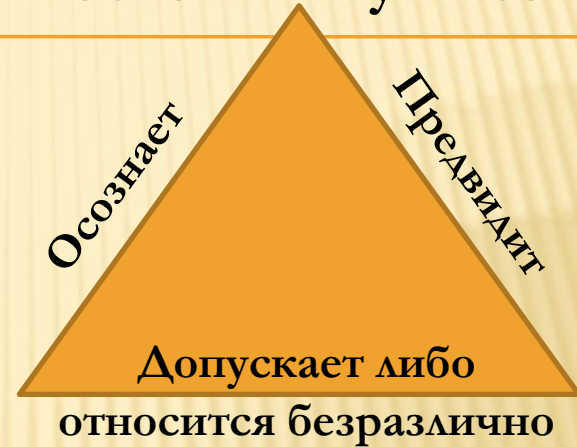 Осознает
Предвидит
Допускает либо
относится безразлично